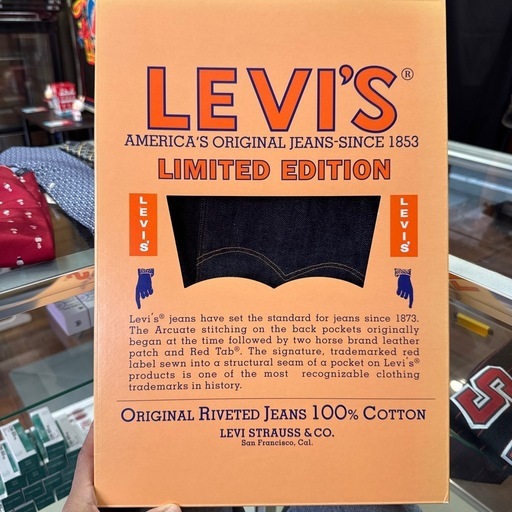 LEVI'S®
AMERICA'S ORIGINAL JEANS-SINCE 1853
LIMITED EDITION
LEVI'S
LEVI'S
Levi's® jeans have set the standard for jeans since 1873.
The Arcuate stitching on the back pockets originally
began at the time followed by two horse brand leather
patch and Red Tab®. The signature, trademarked red
label sewn into a structural seam of a pocket on Levi's®
products is one of the most recognizable clothing
trademarks in history.
ORIGINAL RIVETED JEANS 100% COTTON
LEVI STRAUSS & CO.
San Francisco, Cal.